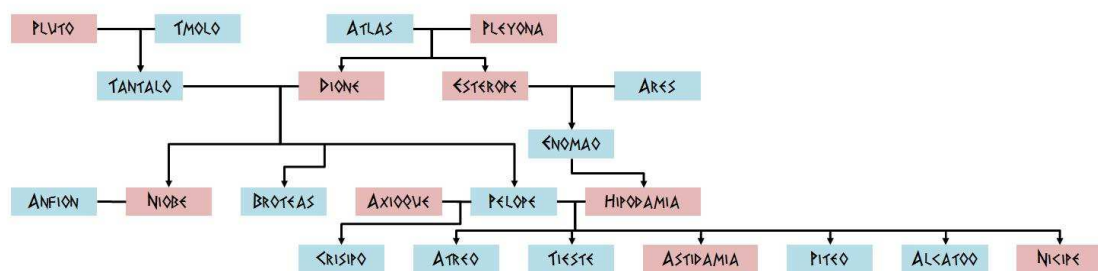 PLUTO TMOLO ATLAS PLEYONA
TANTALO DIONE ESTEROPE ARES
ENOMAO
ANFION NIOBE BROTEAS AXIOQUE PELOPE HIPODAMIA
CRISIPO ATREO TIESTE ASTIDAMIA PITEO ALCATOO NICIPE